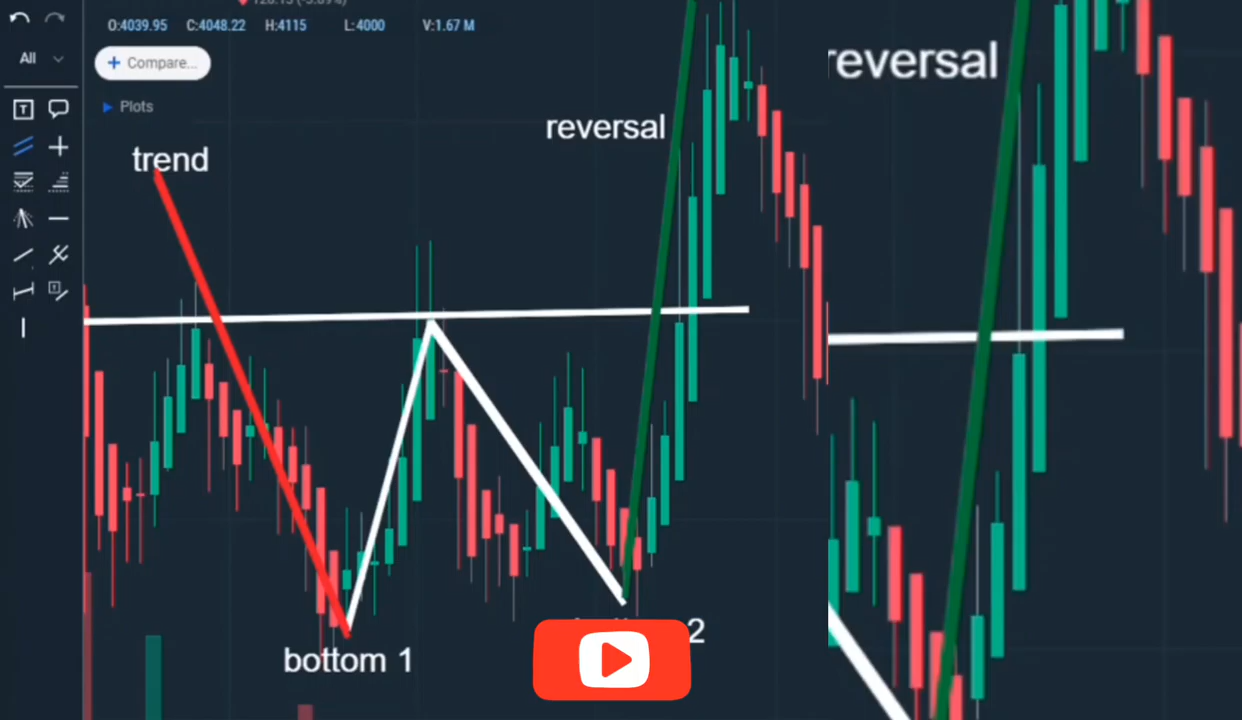 O:4039.95 C:4048.22 H:4115 L:4000 V:1.67 M
All
Compare...
Plots
T
trend
reversal
reversal
bottom 1
2